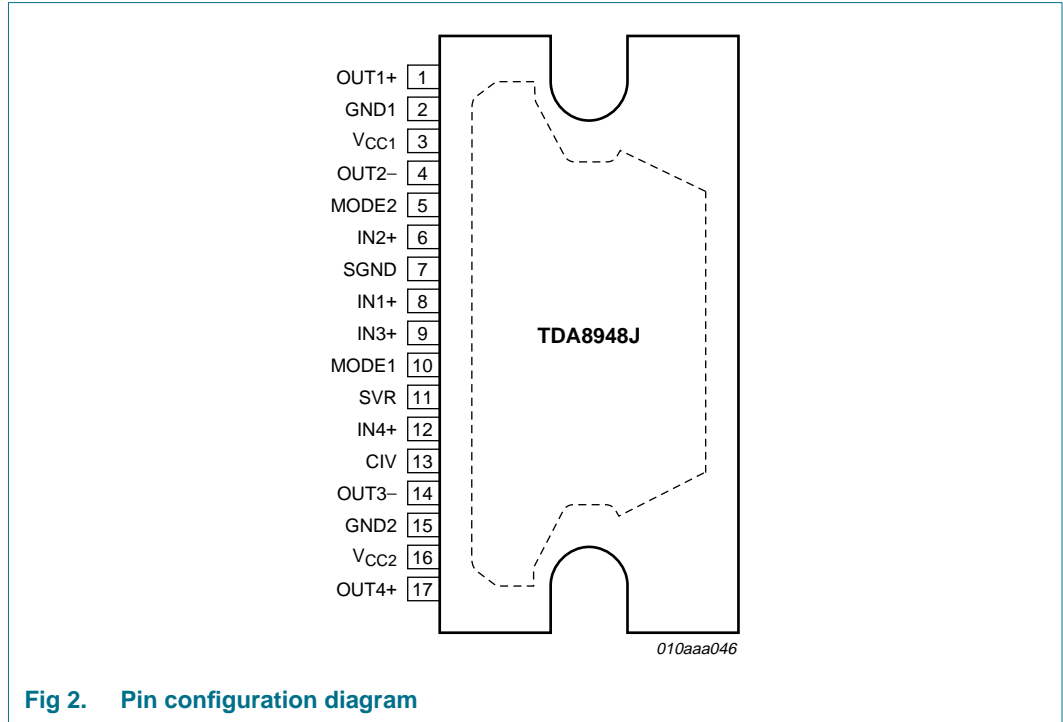 OUT1+ 1
GND1 2
VCC1 3
OUT2− 4
MODE2 5
IN2+ 6
SGND 7
IN1+ 8
IN3+ 9
TDA8948J
MODE1 10
SVR 11
IN4+ 12
CIV 13
OUT3− 14
GND2 15
VCC2 16
OUT4+ 17
010aaa046
Fig 2. Pin configuration diagram